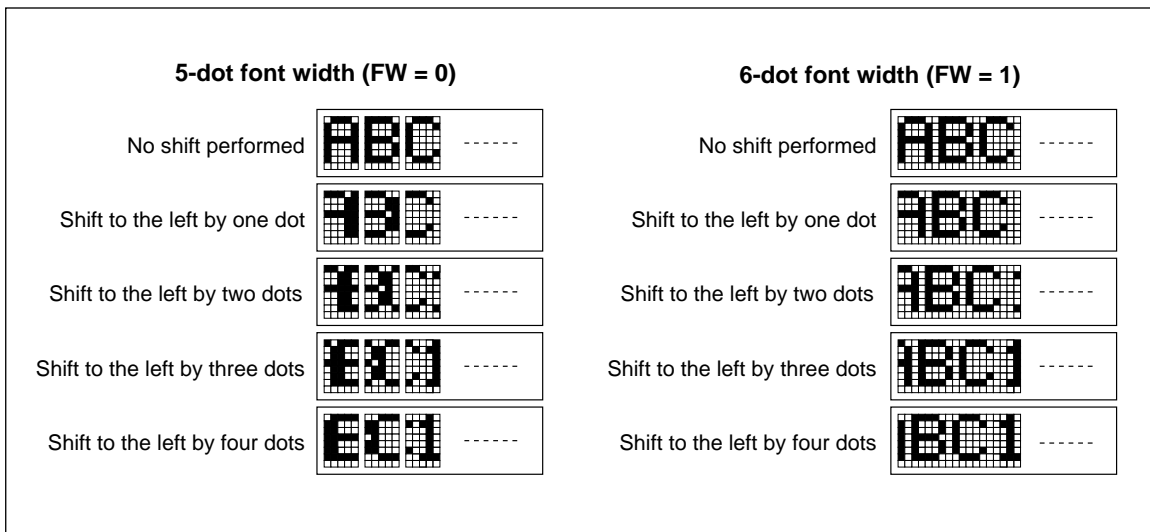 5-dot font width (FW = 0)
No shift performed
ABC ------
Shift to the left by one dot
------
Shift to the left by two dots
------
Shift to the left by three dots
------
Shift to the left by four dots
------
6-dot font width (FW = 1)
No shift performed
ABC ------
Shift to the left by one dot
BC ------
Shift to the left by two dots
BC ------
Shift to the left by three dots
BC ------
Shift to the left by four dots
BC ------